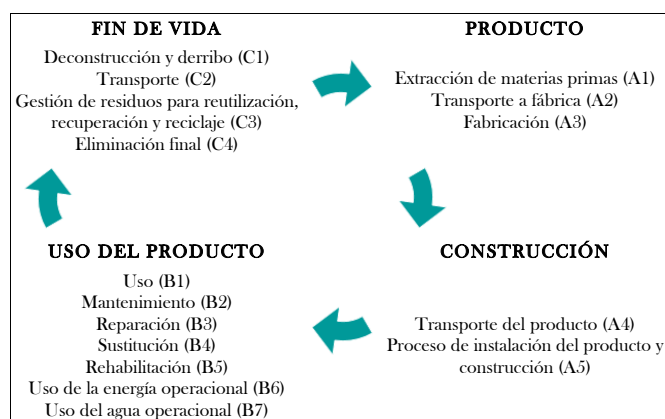 FIN DE VIDA
Deconstrucción y derribo (C1)
Transporte (C2)
Gestión de residuos para reutilización,
recuperación y reciclaje (C3)
Eliminación final (C4)
PRODUCTO
Extracción de materias primas (A1)
Transporte a fábrica (A2)
Fabricación (A3)
USO DEL PRODUCTO
Uso (B1)
Mantenimiento (B2)
Reparación (B3)
Sustitución (B4)
Rehabilitación (B5)
Uso de la energía operacional (B6)
Uso del agua operacional (B7)
CONSTRUCCIÓN
Transporte del producto (A4)
Proceso de instalación del producto y
construcción (A5)